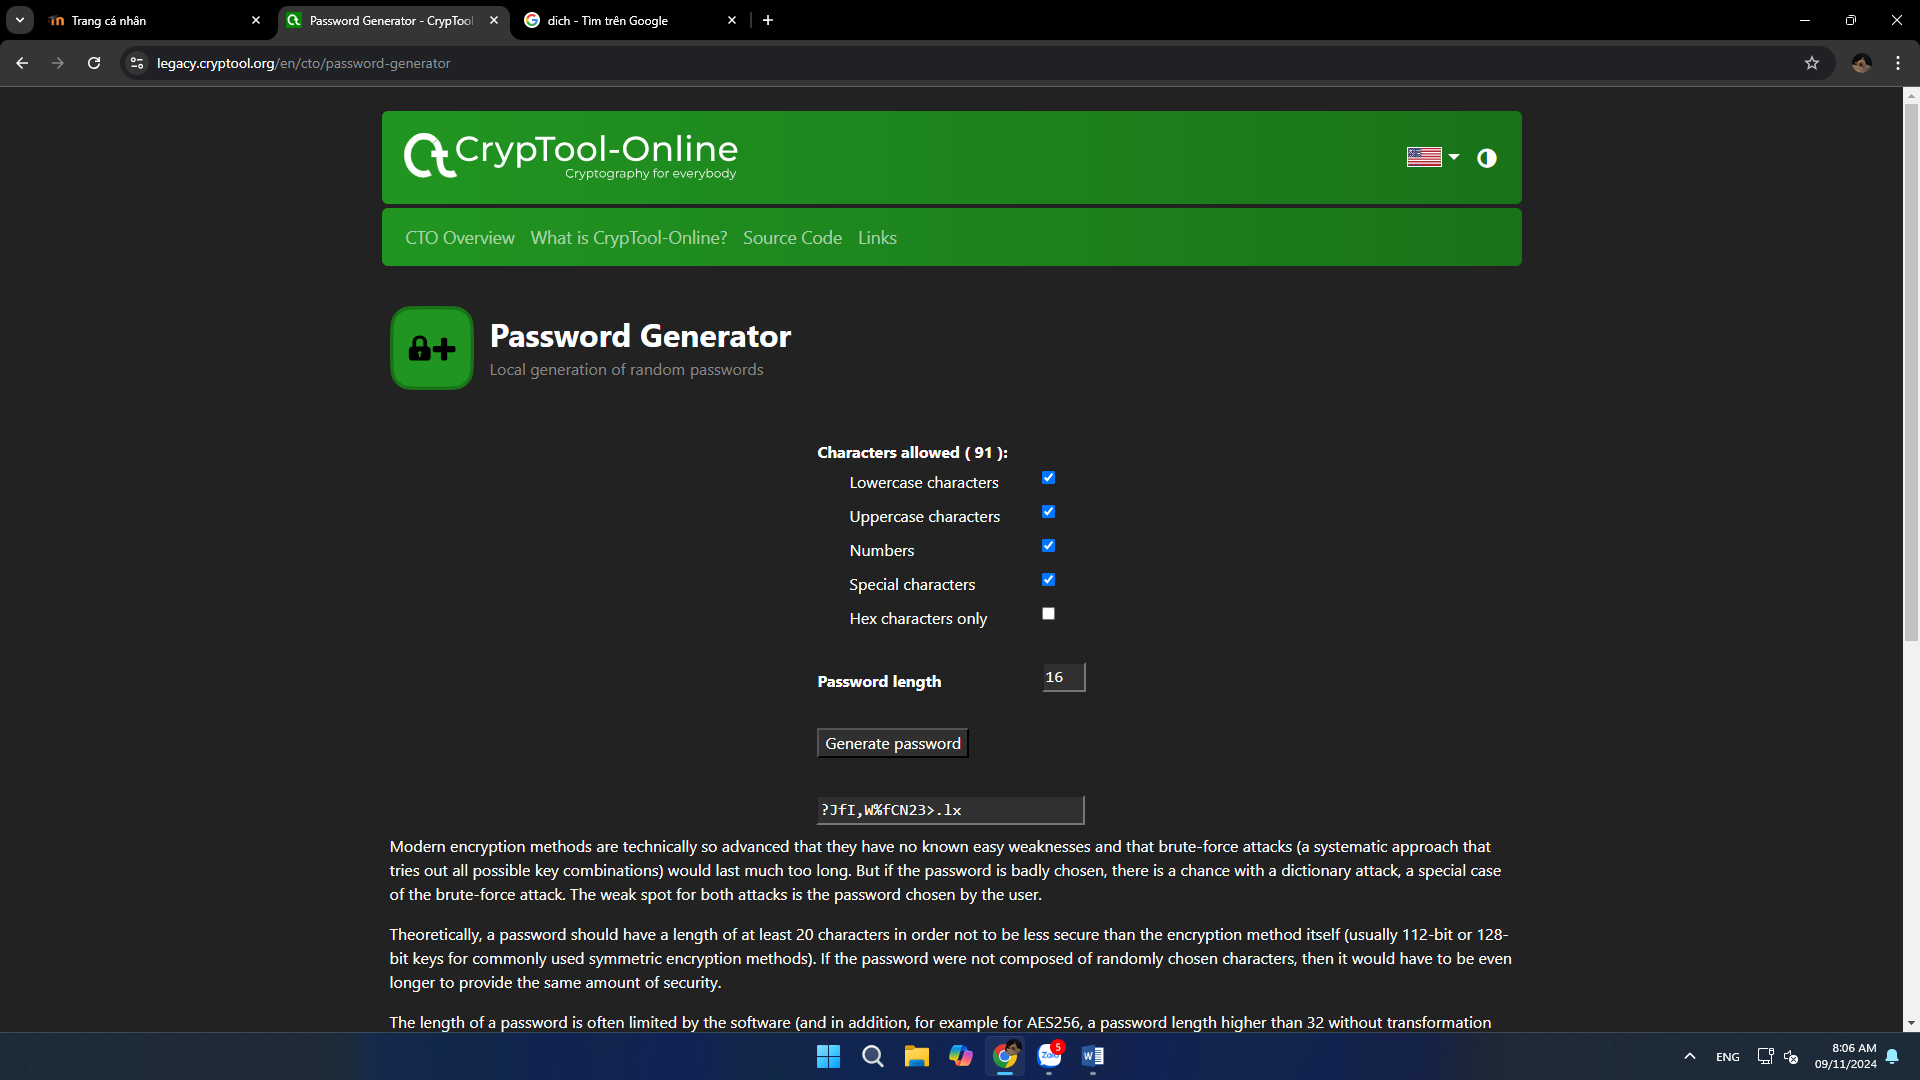 Trang cá nhân
Password Generator - CrypTool
dich - Tìm trên Google
legacy.cryptool.org/en/cto/password-generator
CrypTool-Online
Cryptography for everybody
CTO Overview What is CrypTool-Online? Source Code Links
Password Generator
Local generation of random passwords
Characters allowed ( 91 ):
Lowercase characters
Uppercase characters
Numbers
Special characters
Hex characters only
Password length 16
Generate password
?JfI,W%fCN23>.lx
Modern encryption methods are technically so advanced that they have no known easy weaknesses and that brute-force attacks (a systematic approach that
tries out all possible key combinations) would last much too long. But if the password is badly chosen, there is a chance with a dictionary attack, a special case
of the brute-force attack. The weak spot for both attacks is the password chosen by the user.
Theoretically, a password should have a length of at least 20 characters in order not to be less secure than the encryption method itself (usually 112-bit or 128-
bit keys for commonly used symmetric encryption methods). If the password were not composed of randomly chosen characters, then it would have to be even
longer to provide the same amount of security.
The length of a password is often limited by the software (and in addition, for example for AES256, a password length higher than 32 without transformation
Zalo 5
ENG
8:06 AM
09/11/2024